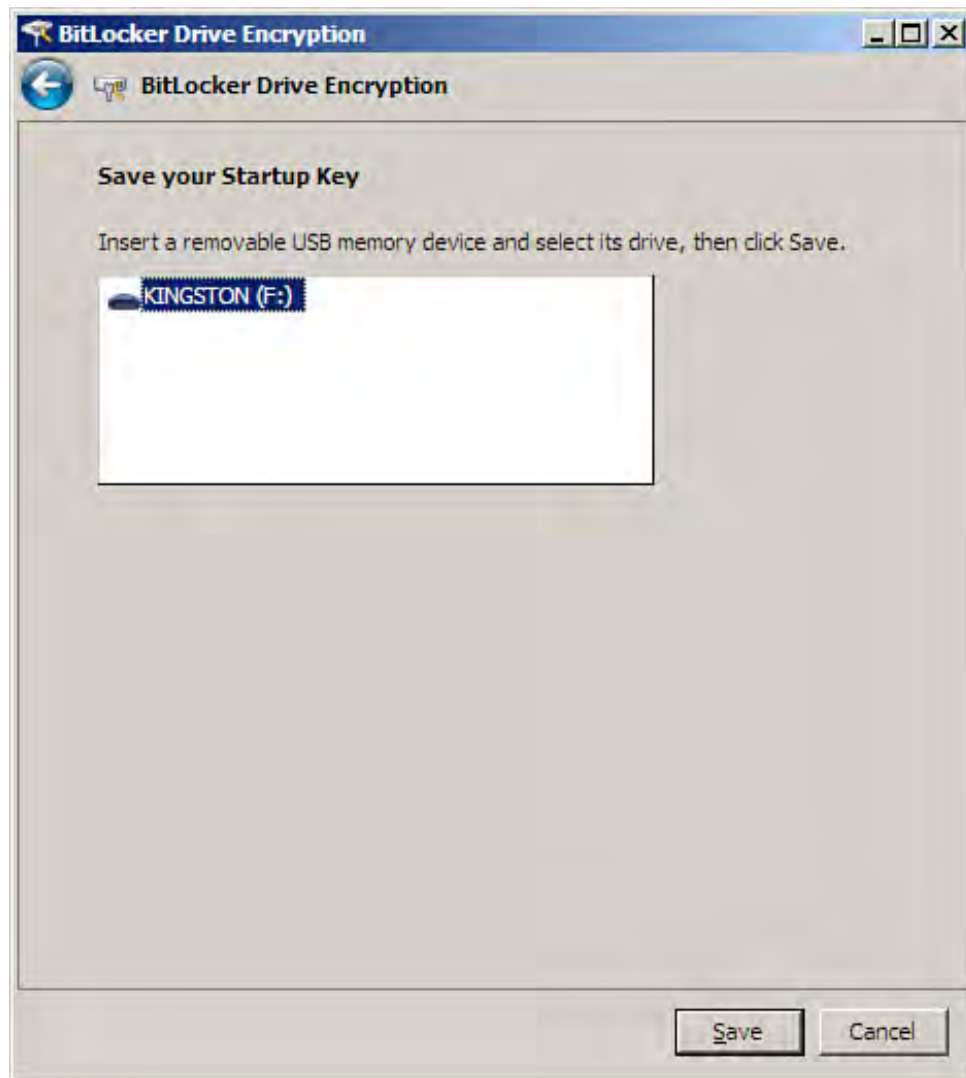 BitLocker Drive Encryption
BitLocker Drive Encryption
Save your Startup Key
Insert a removable USB memory device and select its drive, then click Save.
KINGSTON (F:)
Save Cancel